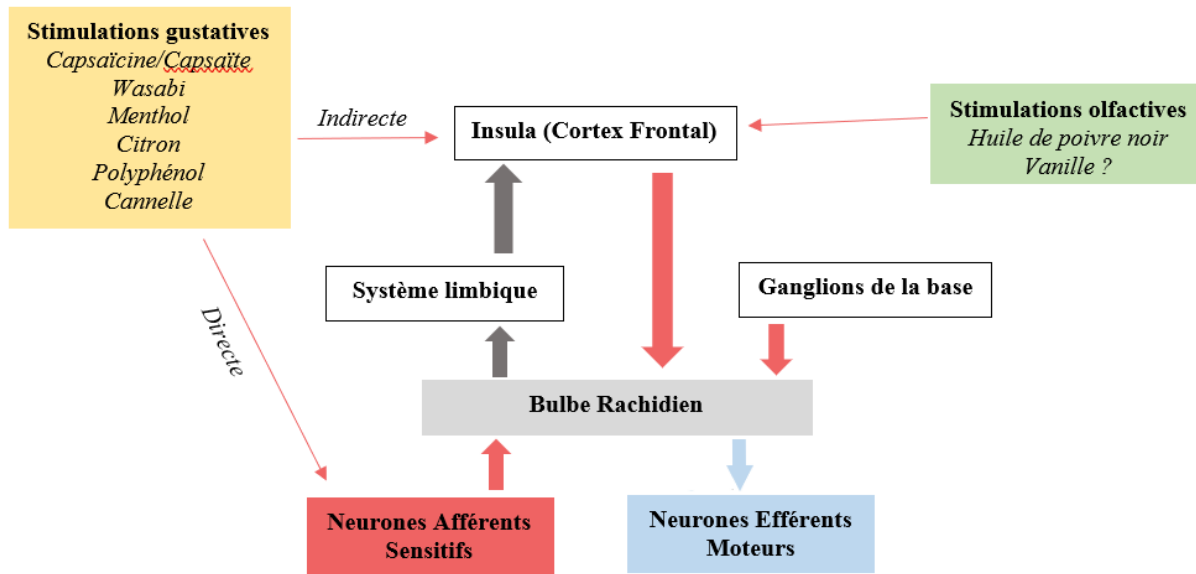 Stimulations gustatives
Capsaïcine/Capsaïte
Wasabi
Menthol
Citron
Polyphénol
Cannelle
Indirecte
Insula (Cortex Frontal)
Stimulations olfactives
Huile de poivre noir
Vanille ?
Directe
Système limbique
Ganglions de la base
Bulbe Rachidien
Neurones Afférents
Sensitifs
Neurones Efférents
Moteurs